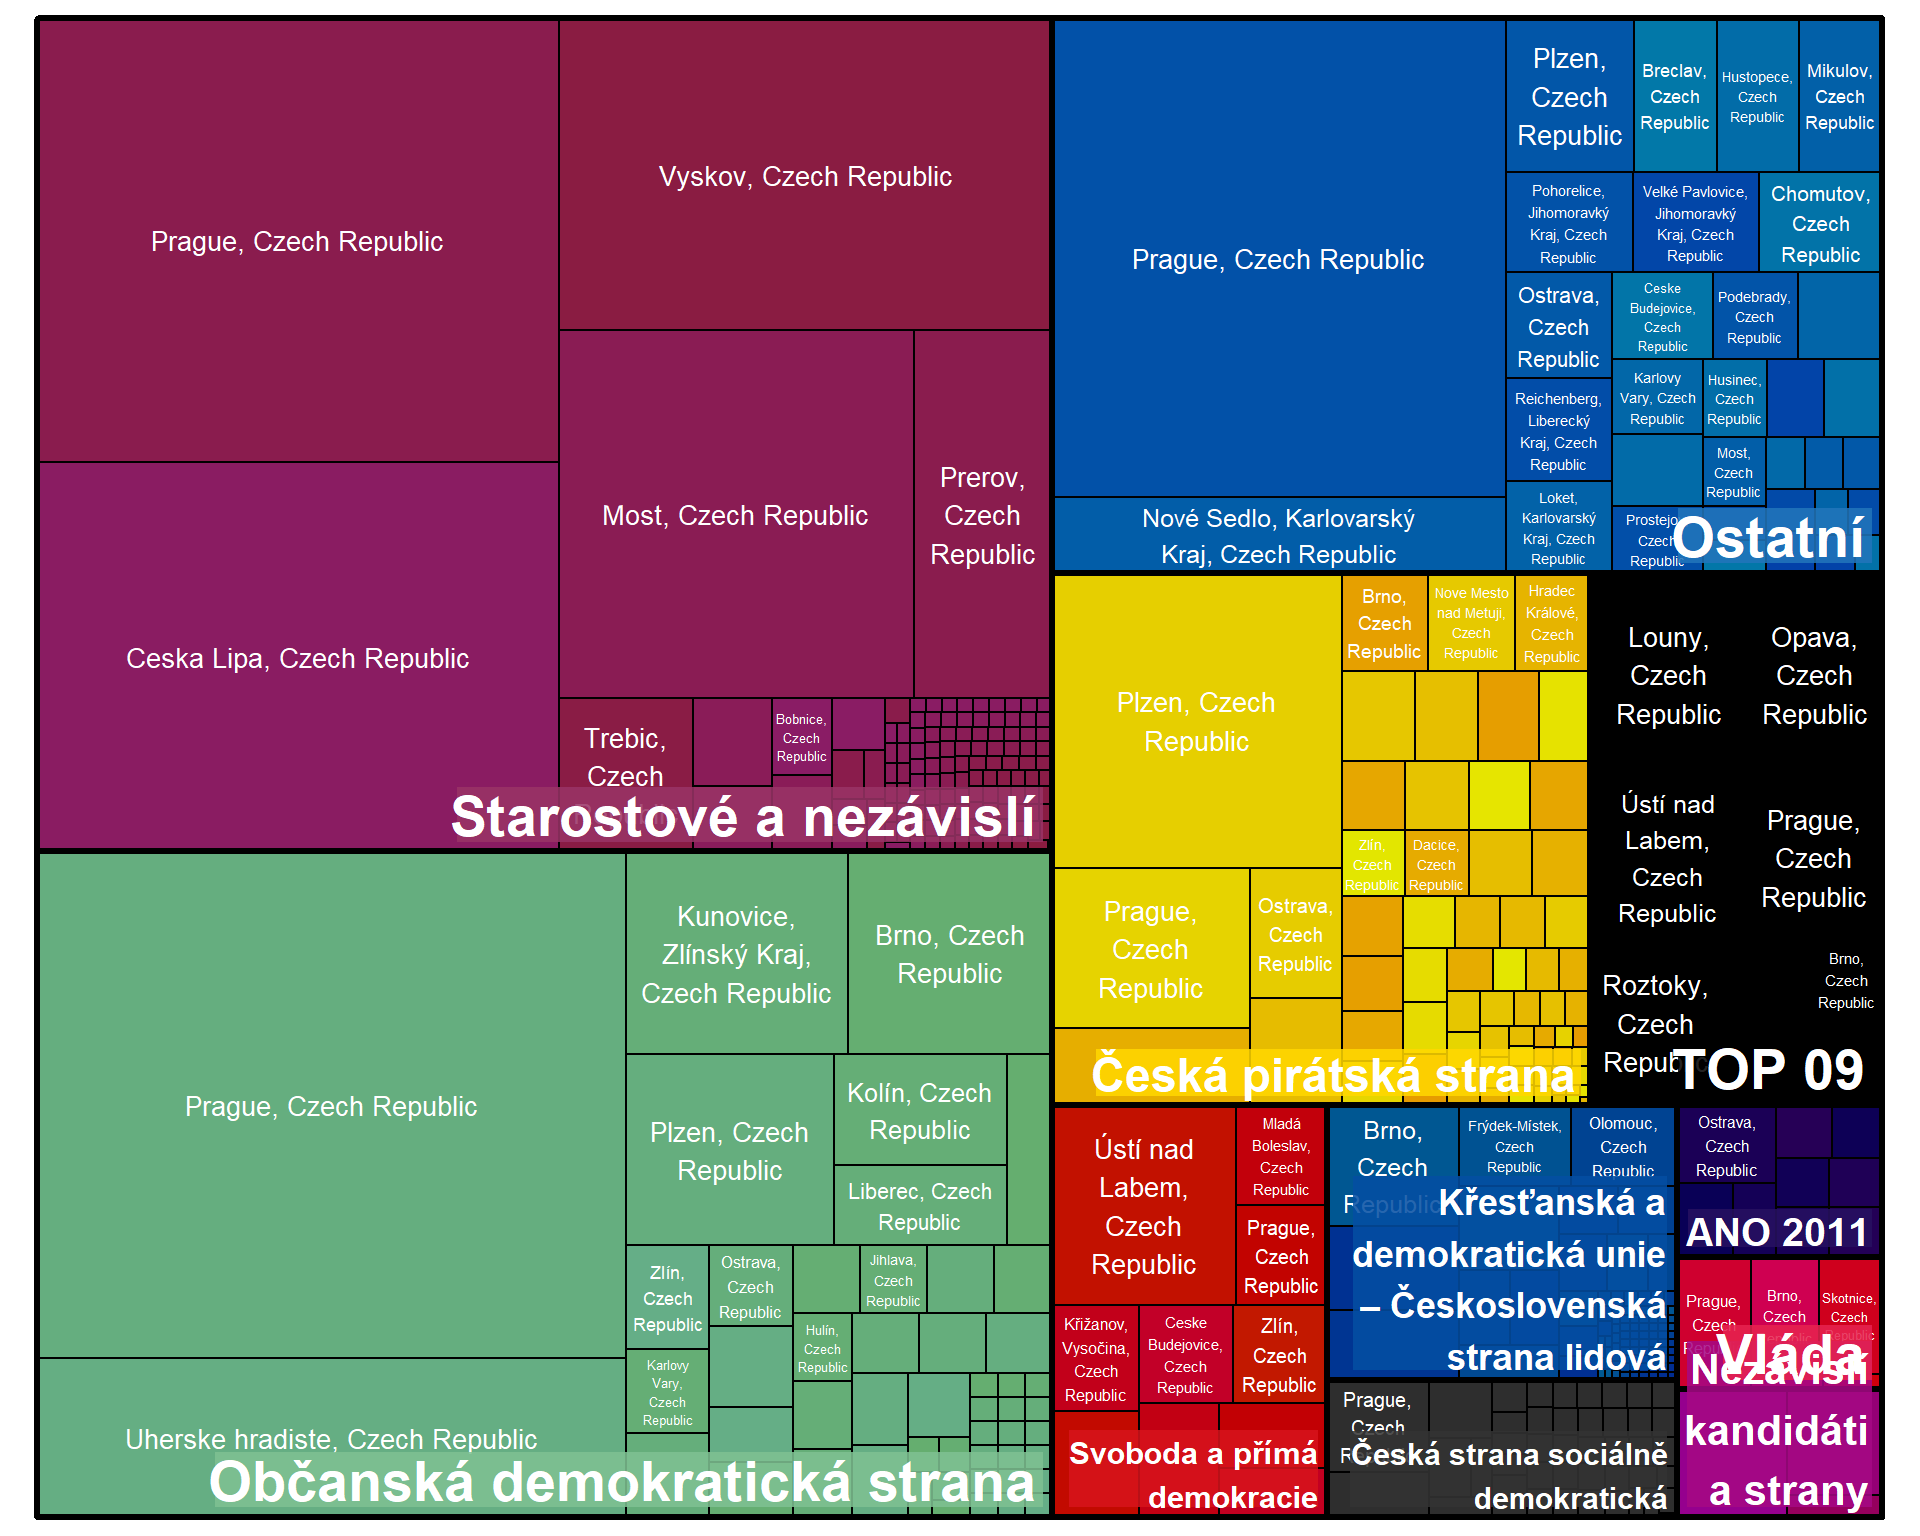 Prague, Czech Republic
Vyskov, Czech Republic
Ceska Lipa, Czech Republic
Most, Czech Republic
Prerov,
Czech
Republic
Trebic,
Czech
Bobnice,
Czech
Republic
Starostové a nezávislí
Prague, Czech Republic
Uherske hradiste, Czech Republic
Kunovice,
Zlínský Kraj,
Czech Republic
Brno, Czech
Republic
Plzen, Czech
Republic
Kolín, Czech
Republic
Liberec, Czech
Republic
Zlín,
Czech
Republic
Ostrava,
Czech
Republic
Jihlava,
Czech
Republic
Hulín,
Czech
Republic
Karlovy
Vary,
Czech
Republic
Občanská demokratická strana
Prague, Czech Republic
Nové Sedlo, Karlovarský
Kraj, Czech Republic
Plzen,
Czech
Republic
Breclav,
Czech
Republic
Hustopece,
Czech
Republic
Mikulov,
Czech
Republic
Pohorelice,
Jihomoravký
Kraj, Czech
Republic
Velké Pavlovice,
Jihomoravký
Kraj, Czech
Republic
Chomutov,
Czech
Republic
Ostrava,
Czech
Republic
Ceske
Budejovice,
Czech
Republic
Podebrady,
Czech
Republic
Reichenberg,
Liberecký
Kraj, Czech
Republic
Karlovy
Vary, Czech
Republic
Husinec,
Czech
Republic
Most,
Czech
Republic
Loket,
Karlovarský
Kraj, Czech
Republic
Prostejo
Czech
Republic
Ostatní
Plzen, Czech
Republic
Prague,
Czech
Republic
Ostrava,
Czech
Republic
Brno,
Czech
Republic
Nove Mesto
nad Metuji,
Czech
Republic
Hradec
Králové,
Czech
Republic
Zlín,
Czech
Republic
Dacice,
Czech
Republic
Česká pirátská strana
Louny,
Czech
Republic
Opava,
Czech
Republic
Ústí nad
Labem,
Czech
Republic
Prague,
Czech
Republic
Roztoky,
Czech
Republic
Brno,
Czech
Republic
TOP 09
Ústí nad
Labem,
Czech
Republic
Mladá
Boleslav,
Czech
Republic
Prague,
Czech
Republic
Křižanov,
Vysočina,
Czech
Republic
Ceske
Budejovice,
Czech
Republic
Zlín,
Czech
Republic
Svoboda a přímá
demokracie
Brno,
Czech
Republic
Frýdek-Místek,
Czech
Republic
Olomouc,
Czech
Republic
Křesťanská a
demokratická unie
– Československá
strana lidová
Prague,
Czech
Česká strana sociálně
demokratická
Ostrava,
Czech
Republic
ANO 2011
Prague,
Czech
Brno,
Czech
Skotnice,
Czech
Vláda
Nezávislí
kandidáti
a strany